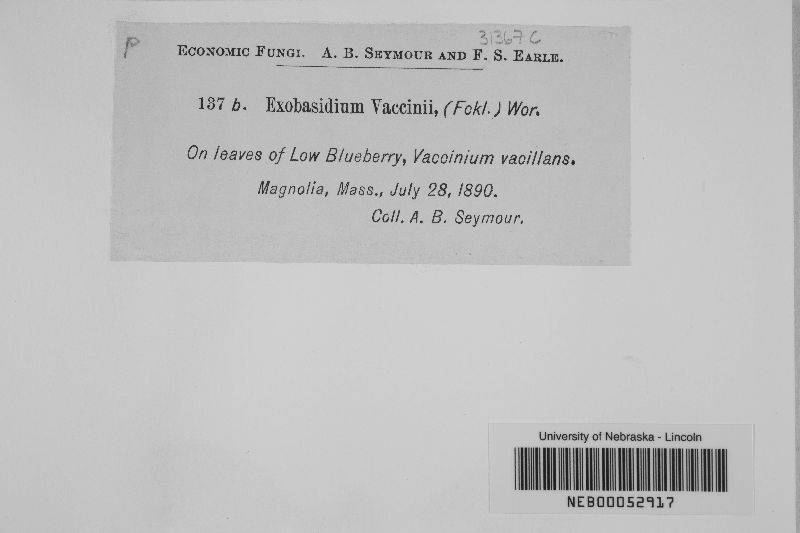 P
31367 C
Economic Fungi. A. B. Seymour and F. S. Earle.
137 b. Exobasidium Vaccinii, (Fckl.) Wor.
On leaves of Low Blueberry, Vaccinium vacillans.
Magnolia, Mass., July 28, 1890.
Coll. A. B. Seymour.
University of Nebraska - Lincoln
NEB00052917